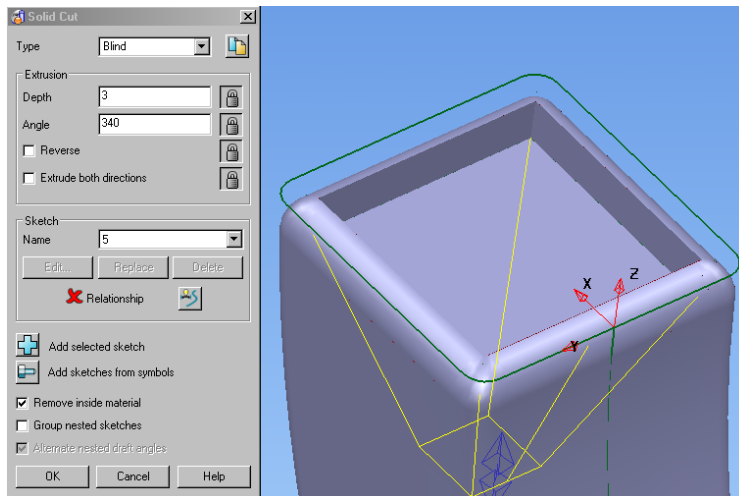 Solid Cut
Type Blind
Extrusion
Depth 3
Angle 340
Reverse
Extrude both directions
Sketch
Name 5
Edit... Replace Delete
Relationship
Add selected sketch
Add sketches from symbols
Remove inside material
Group nested sketches
Alternate nested draft angles
OK Cancel Help
X Z
Y